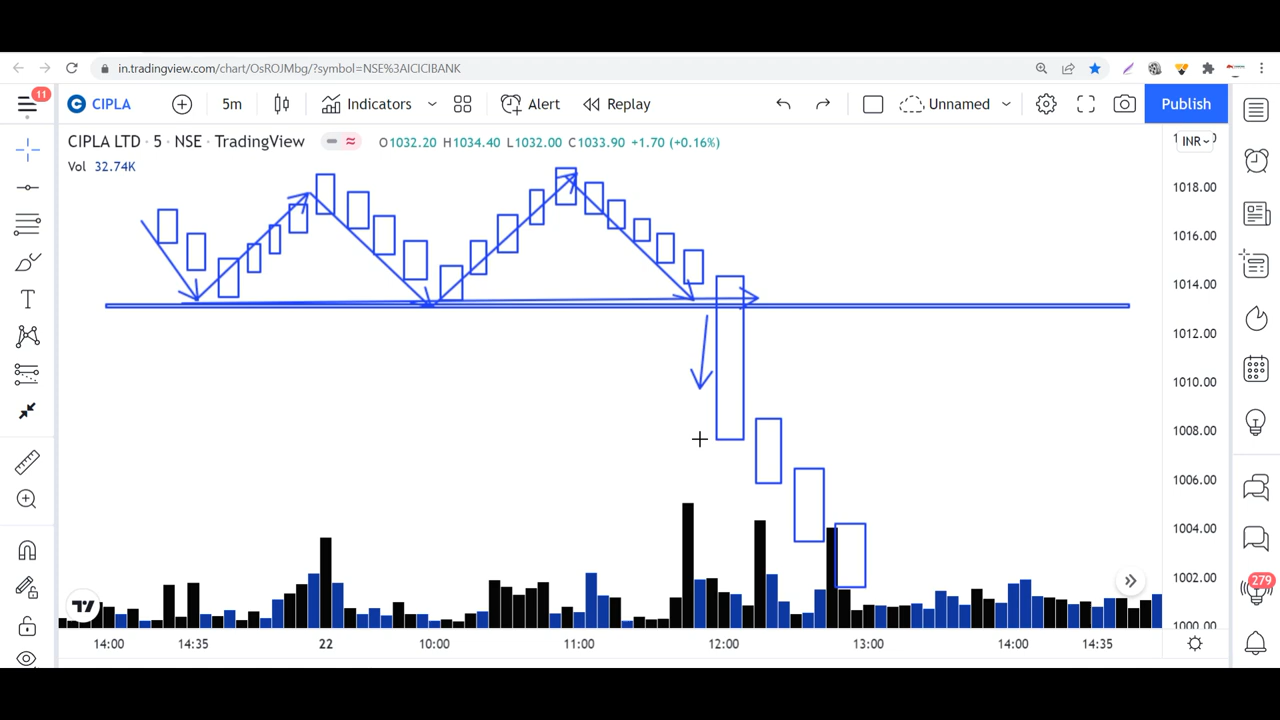 in.tradingview.com/chart/OsROJMbg/?symbol=NSE%3AICICIBANK
11
CIPLA
5m
Indicators
Alert
Replay
Unnamed
Publish
CIPLA LTD · 5 · NSE · TradingView
O1032.20 H1034.40 L1032.00 C1033.90 +1.70 (+0.16%)
INR
Vol 32.74K
1018.00
1016.00
1014.00
1012.00
1010.00
1008.00
1006.00
1004.00
1002.00
1000.00
279
14:00 14:35 22 10:00 11:00 12:00 13:00 14:00 14:35